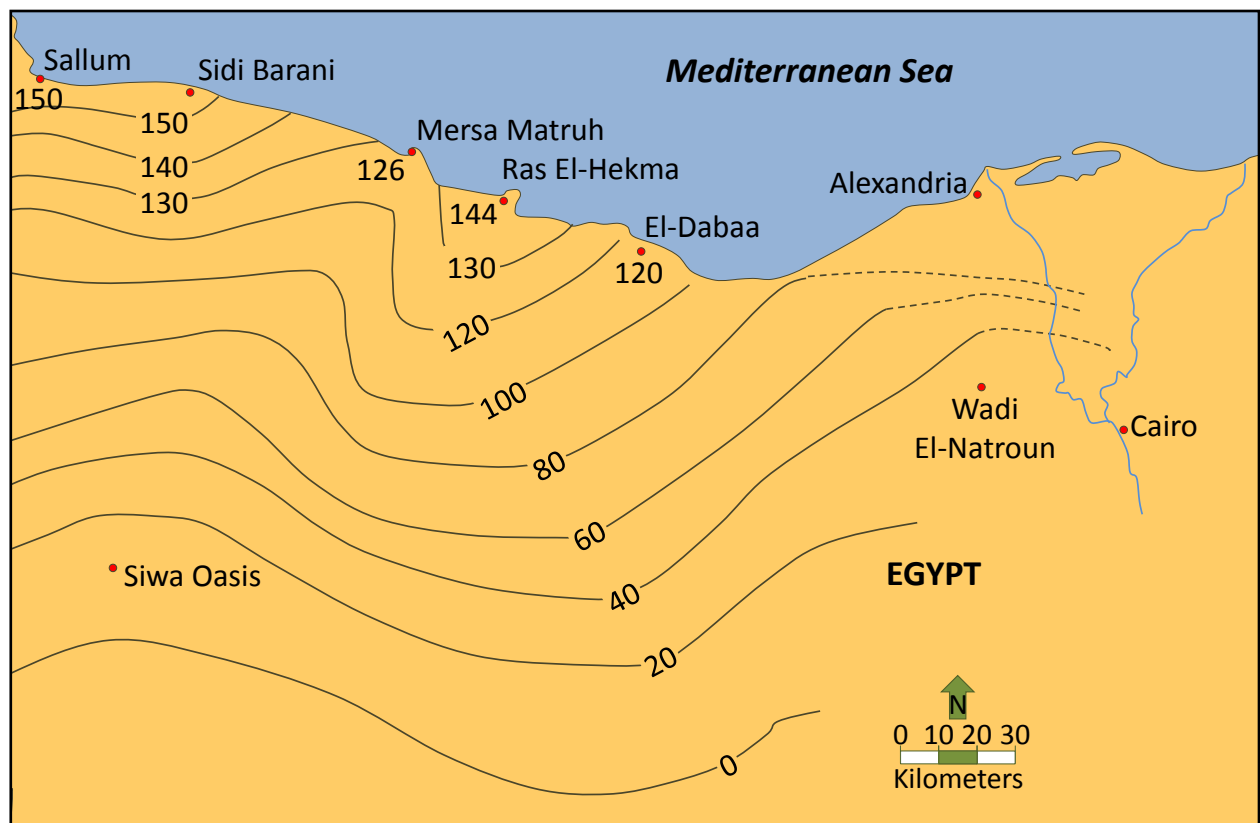 Sallum
Sidi Barani
Mediterranean Sea
150
150
Mersa Matruh
140
126
Ras El-Hekma
Alexandria
130
144
El-Dabaa
130
120
120
100
Wadi
El-Natroun
Cairo
80
60
Siwa Oasis
EGYPT
40
20
N
0 10 20 30
Kilometers
0